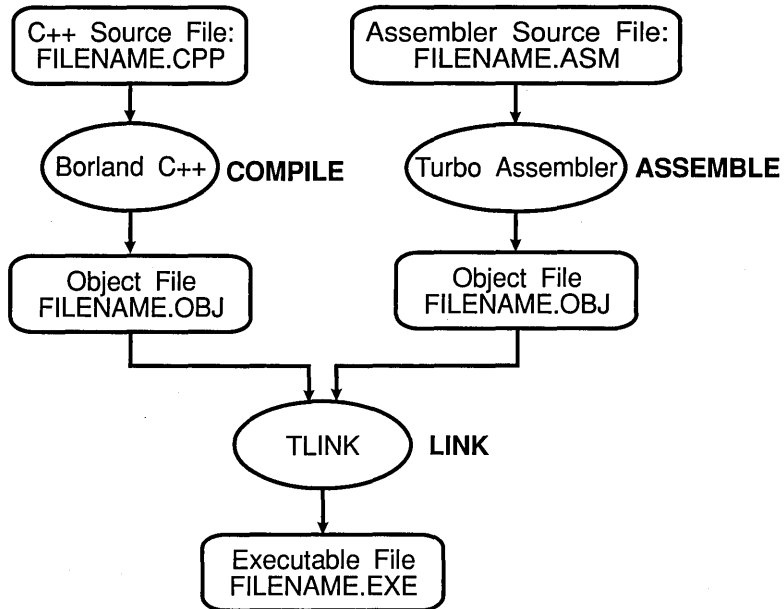 C++ Source File:
FILENAME.CPP
Assembler Source File:
FILENAME.ASM
Borland C++
COMPILE
Turbo Assembler
ASSEMBLE
Object File
FILENAME.OBJ
Object File
FILENAME.OBJ
TLINK
LINK
Executable File
FILENAME.EXE